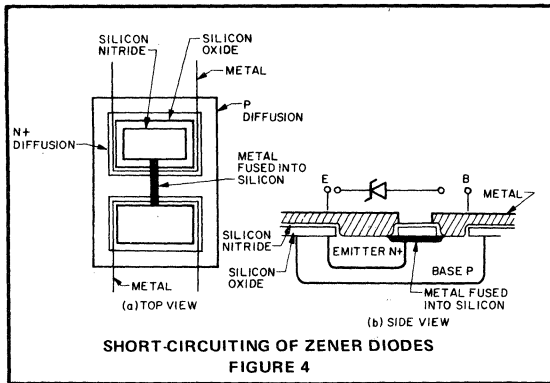 SILICON
NITRIDE
SILICON
OXIDE
METAL
P
DIFFUSION
N+
DIFFUSION
METAL
FUSED INTO
SILICON
METAL
(a) TOP VIEW
E
B
METAL
SILICON
NITRIDE
SILICON
OXIDE
EMITTER N+
BASE P
METAL FUSED
INTO SILICON
(b) SIDE VIEW
SHORT-CIRCUITING OF ZENER DIODES
FIGURE 4